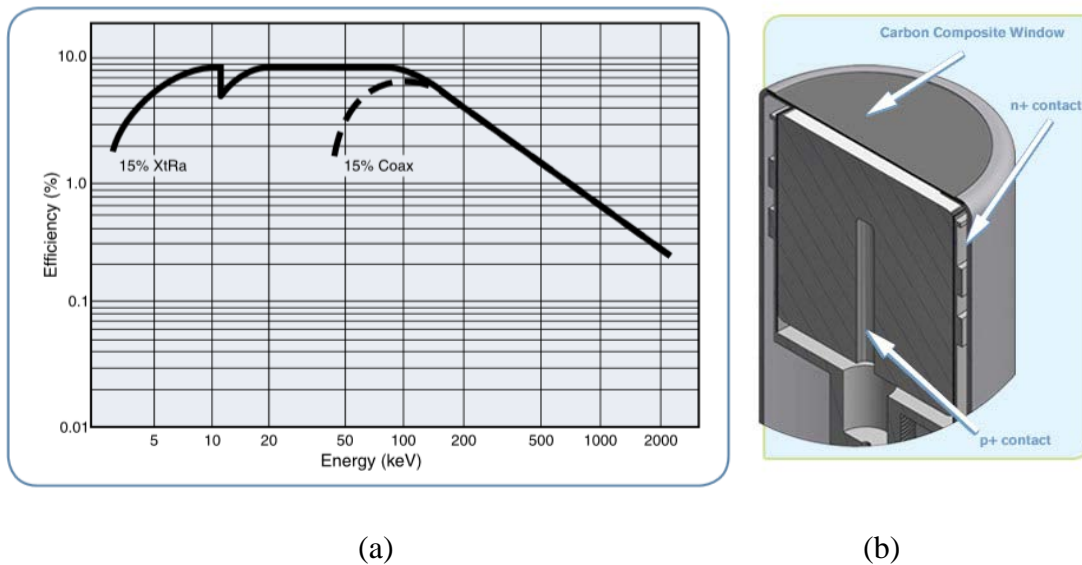 10.0
1.0
0.1
0.01
Efficiency (%)
15% XtRa
15% Coax
5 10 20 50 100 200 500 1000 2000
Energy (keV)
Carbon Composite Window
n+ contact
p+ contact
(a) (b)